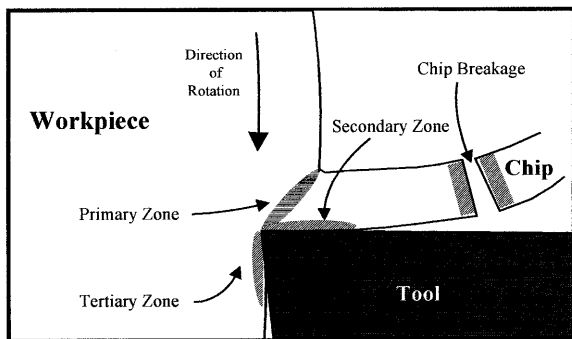 Direction
of
Rotation
Chip Breakage
Workpiece
Secondary Zone
Chip
Primary Zone
Tertiary Zone
Tool